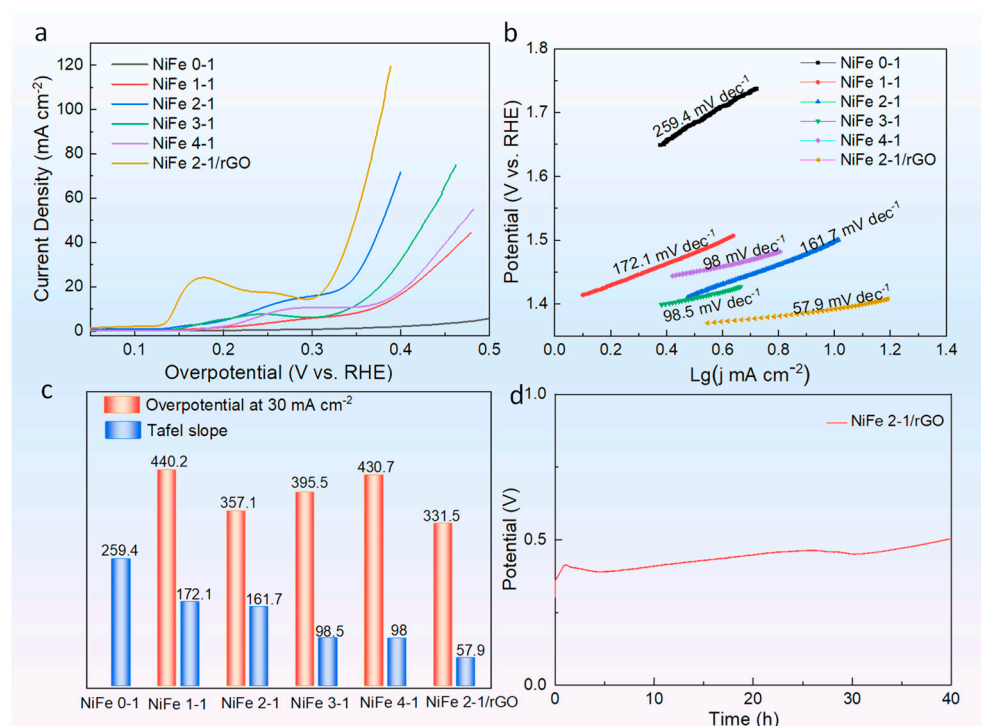 a
NiFe 0-1
NiFe 1-1
NiFe 2-1
NiFe 3-1
NiFe 4-1
NiFe 2-1/rGO
120
100
80
60
40
20
0
0.1
0.2
0.3
0.4
0.5
Current Density (mA cm⁻²)
Overpotential (V vs. RHE)
b
NiFe 0-1
NiFe 1-1
NiFe 2-1
NiFe 3-1
NiFe 4-1
NiFe 2-1/rGO
259.4 mV dec⁻¹
172.1 mV dec⁻¹
98 mV dec⁻¹
161.7 mV dec⁻¹
98.5 mV dec⁻¹
57.9 mV dec⁻¹
1.8
1.7
1.6
1.5
1.4
0.0
0.2
0.4
0.6
0.8
1.0
1.2
1.4
Potential (V vs. RHE)
Lg(j mA cm⁻²)
c
Overpotential at 30 mA cm⁻²
Tafel slope
259.4
440.2
172.1
357.1
161.7
395.5
98.5
430.7
98
331.5
57.9
NiFe 0-1
NiFe 1-1
NiFe 2-1
NiFe 3-1
NiFe 4-1
NiFe 2-1/rGO
d
NiFe 2-1/rGO
1.0
0.5
0.0
0
10
20
30
40
Potential (V)
Time (h)